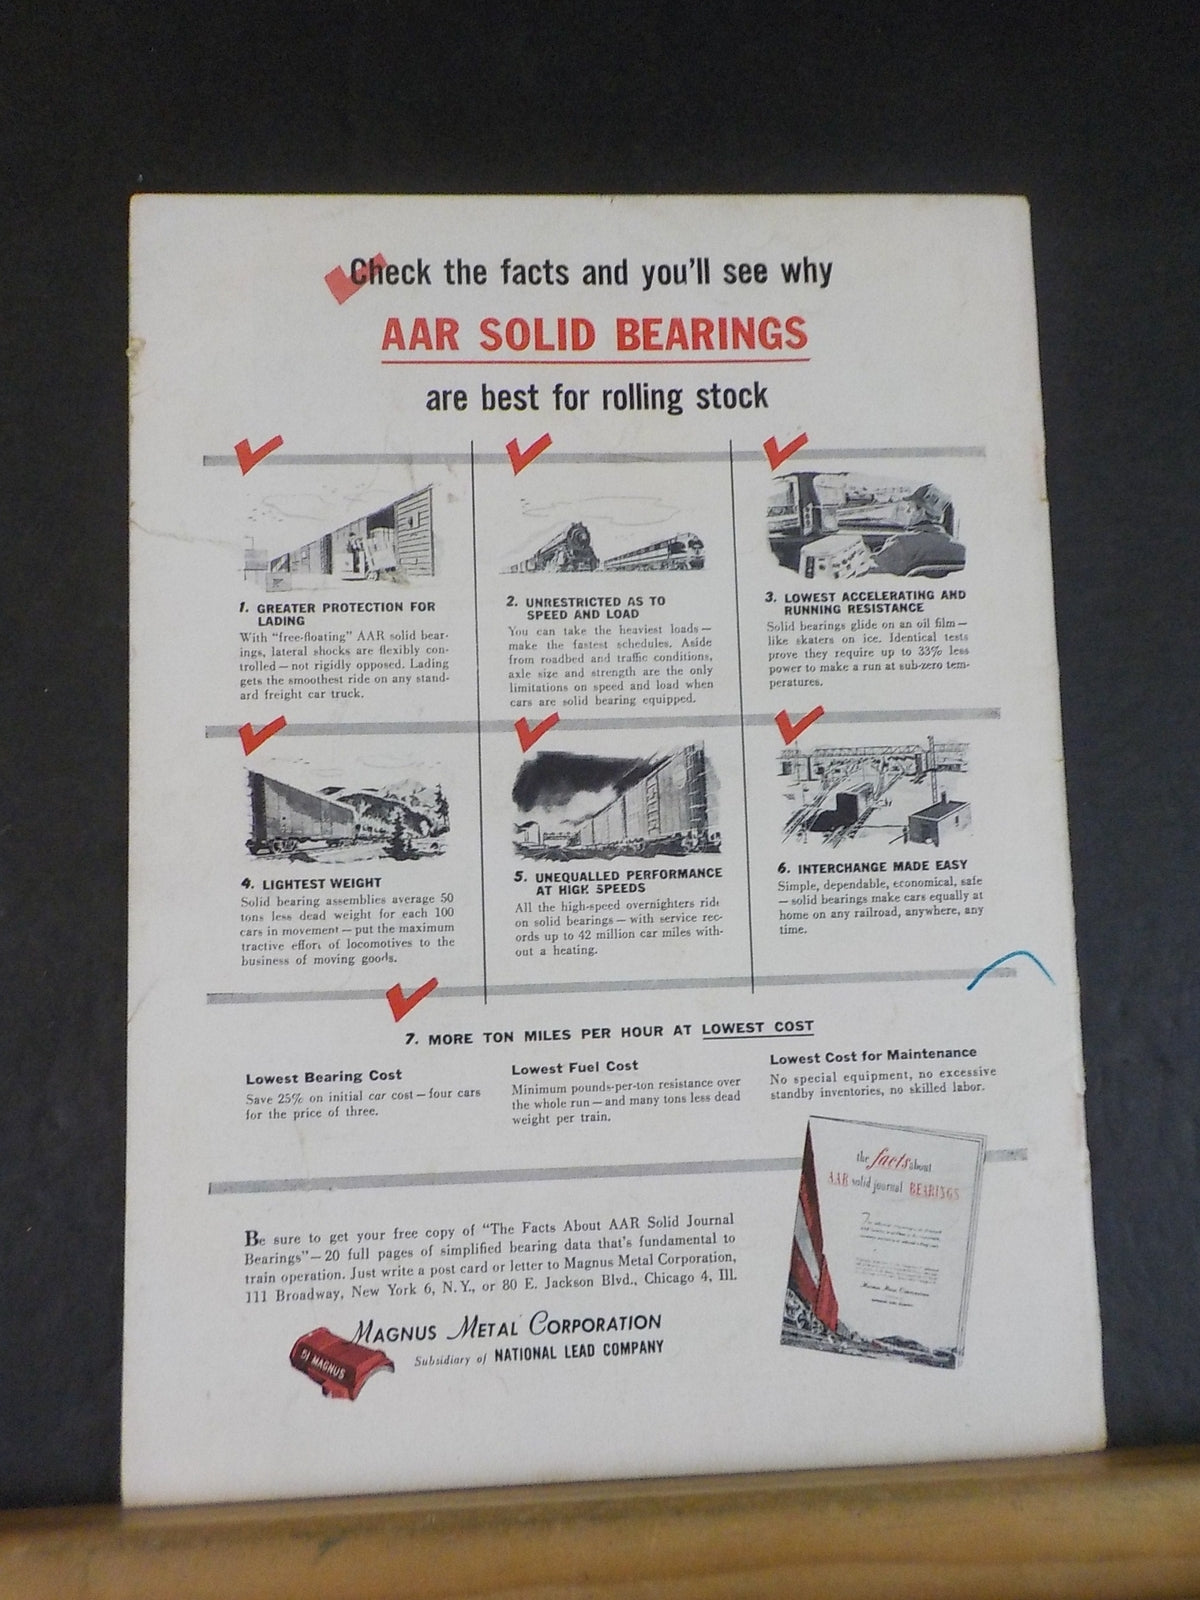 Check the facts and you'll see why
AAR SOLID BEARINGS
are best for rolling stock
1. GREATER PROTECTION FOR
LADING
With "free-floating" AAR solid bear-
ings, lateral shocks are flexibly con-
trolled — not rigidly opposed. Lading
gets the smoothest ride on any stand-
ard freight car truck.
2. UNRESTRICTED AS TO
SPEED AND LOAD
You can take the heaviest loads —
make the fastest schedules. Aside
from roadbed and traffic conditions,
axle size and strength are the only
limitations on speed and load when
cars are solid bearing equipped.
3. LOWEST ACCELERATING AND
RUNNING RESISTANCE
Solid bearings glide on an oil film —
like skaters on ice. Identical tests
prove they require up to 33% less
power to make a run at sub-zero tem-
peratures.
4. LIGHTEST WEIGHT
Solid bearing assemblies average 50
tons less dead weight for each 100
cars in movement — put the maximum
tractive effort of locomotives to the
business of moving goods.
5. UNEQUALLED PERFORMANCE
AT HIGH SPEEDS
All the high-speed overnighters ride
on solid bearings — with service rec-
ords up to 42 million car miles with-
out a heating.
6. INTERCHANGE MADE EASY
Simple, dependable, economical, safe
— solid bearings make cars equally at
home on any railroad, anywhere, any
time.
7. MORE TON MILES PER HOUR AT LOWEST COST
Lowest Bearing Cost
Save 25% on initial car cost — four cars
for the price of three.
Lowest Fuel Cost
Minimum pounds-per-ton resistance over
the whole run — and many tons less dead
weight per train.
Lowest Cost for Maintenance
No special equipment, no excessive
standby inventories, no skilled labor.
the facts about
AAR solid journal BEARINGS
Be sure to get your free copy of "The Facts About AAR Solid Journal
Bearings" — 20 full pages of simplified bearing data that's fundamental to
train operation. Just write a post card or letter to Magnus Metal Corporation,
111 Broadway, New York 6, N.Y., or 80 E. Jackson Blvd., Chicago 4, Ill.
MAGNUS METAL CORPORATION
MAGNUS
Subsidiary of NATIONAL LEAD COMPANY